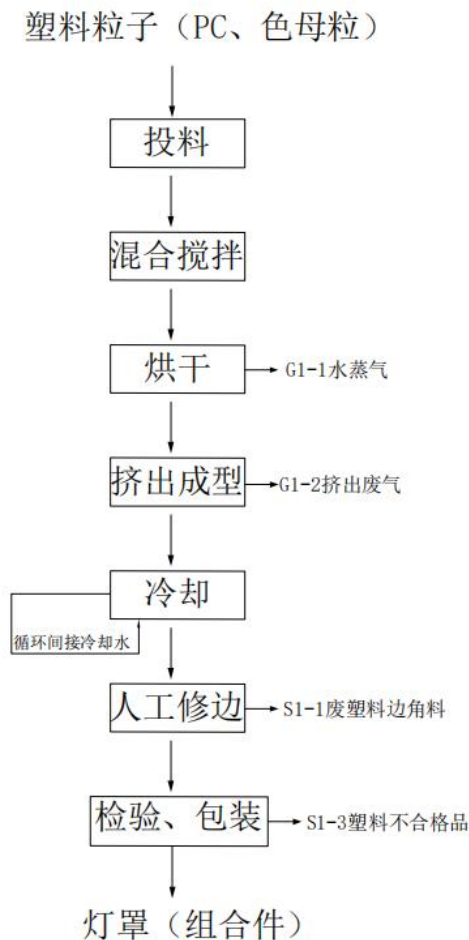 塑料粒子（PC、色母粒）
投料
混合搅拌
烘干
G1-1水蒸气
挤出成型
G1-2挤出废气
冷却
循环间接冷却水
人工修边
S1-1废塑料边角料
检验、包装
S1-3塑料不合格品
灯罩（组合件）